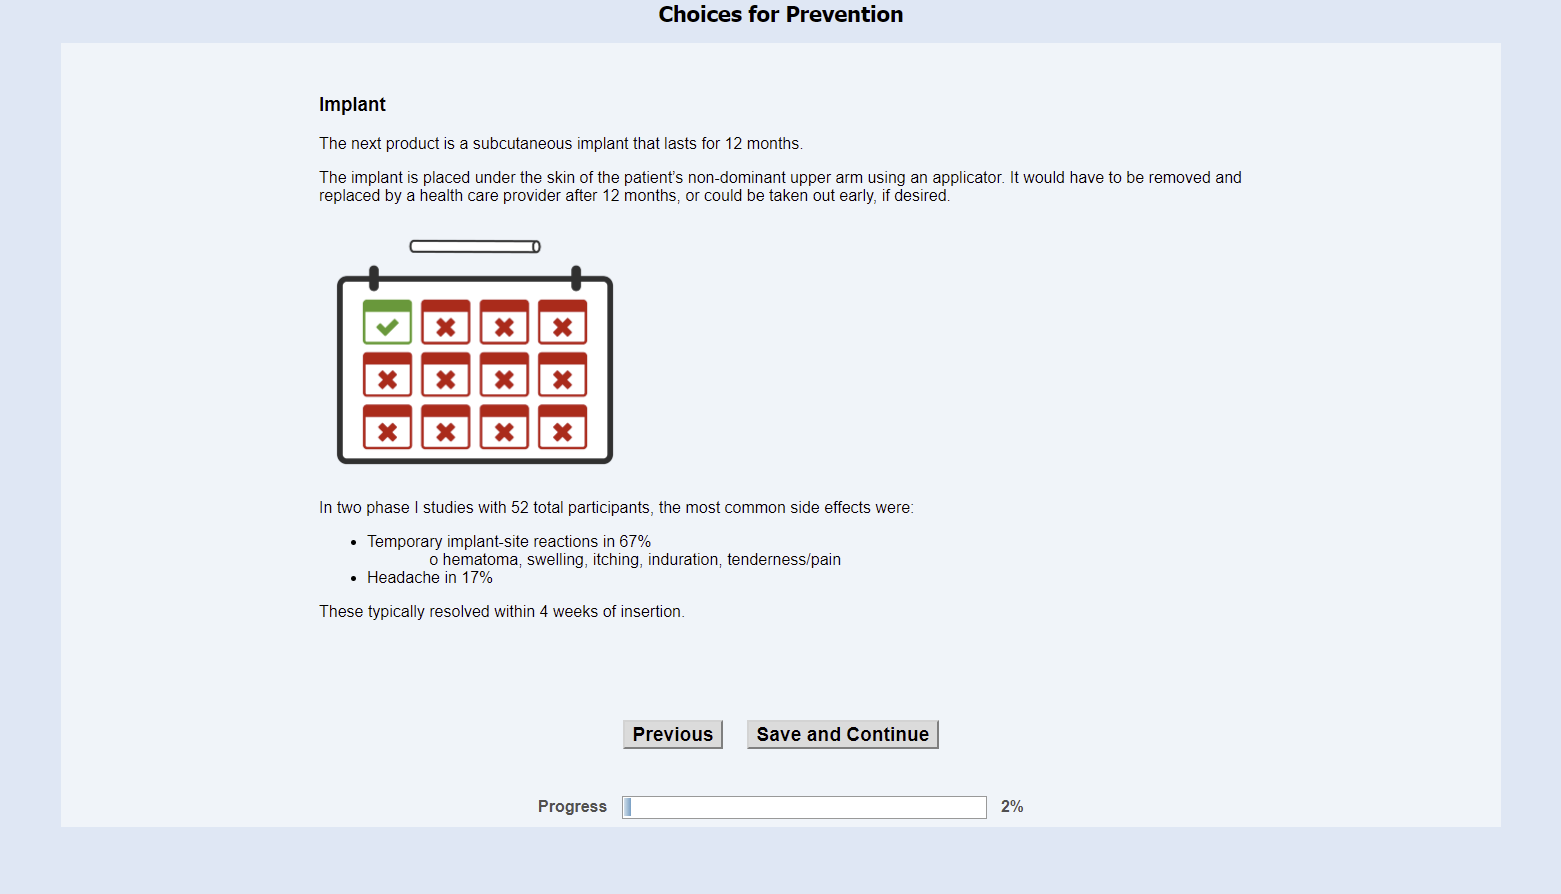 Choices for Prevention
Implant
The next product is a subcutaneous implant that lasts for 12 months.
The implant is placed under the skin of the patient's non-dominant upper arm using an applicator. It would have to be removed and
replaced by a health care provider after 12 months, or could be taken out early, if desired.
In two phase I studies with 52 total participants, the most common side effects were:
• Temporary implant-site reactions in 67%
o hematoma, swelling, itching, induration, tenderness/pain
• Headache in 17%
These typically resolved within 4 weeks of insertion.
Previous Save and Continue
Progress 2%